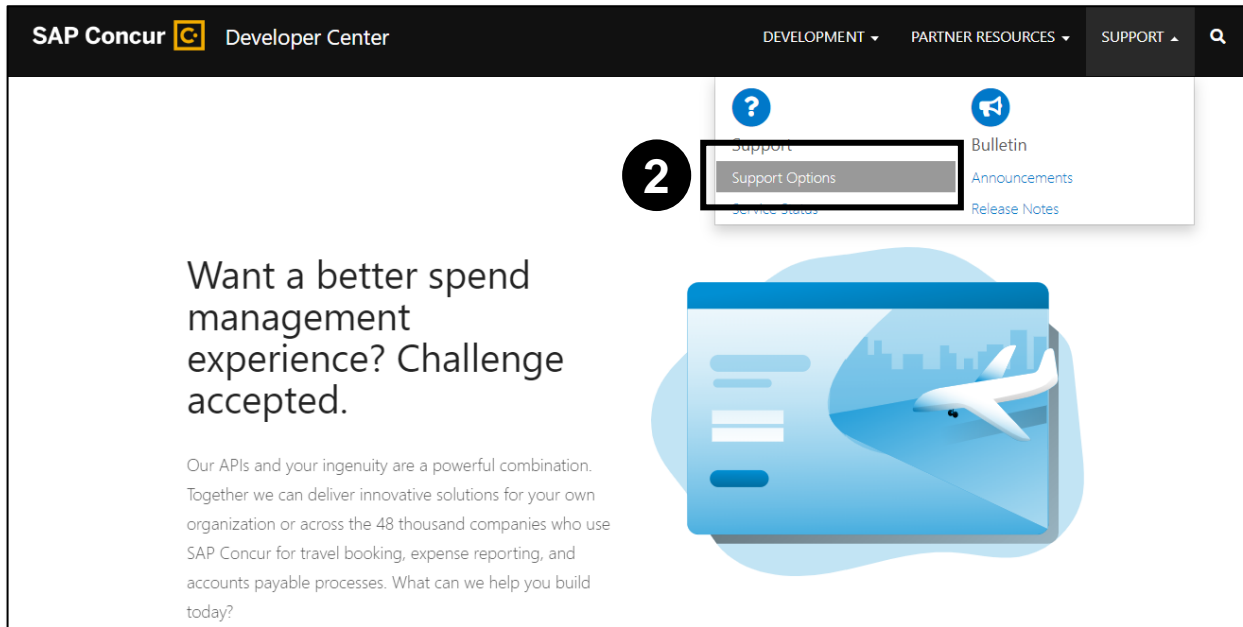 SAP Concur C Developer Center
DEVELOPMENT PARTNER RESOURCES SUPPORT
?
Support
Bulletin
2
Support Options
Announcements
Service Status
Release Notes
Want a better spend
management
experience? Challenge
accepted.
Our APIs and your ingenuity are a powerful combination.
Together we can deliver innovative solutions for your own
organization or across the 48 thousand companies who use
SAP Concur for travel booking, expense reporting, and
accounts payable processes. What can we help you build
today?